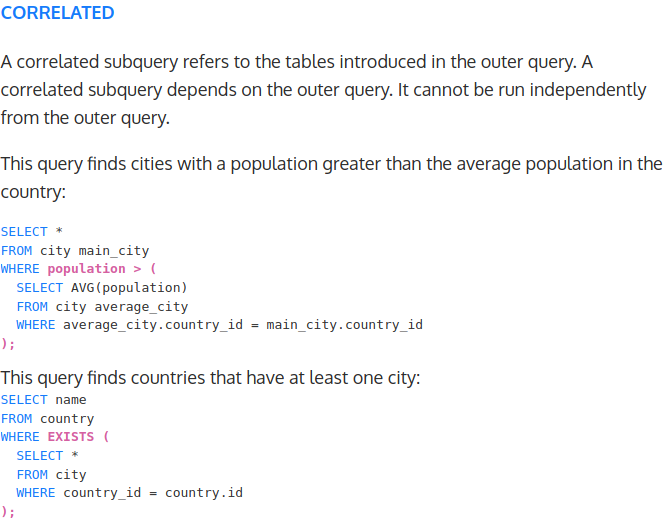 CORRELATED
A correlated subquery refers to the tables introduced in the outer query. A
correlated subquery depends on the outer query. It cannot be run independently
from the outer query.
This query finds cities with a population greater than the average population in the
country:
SELECT *
FROM city main_city
WHERE population > (
  SELECT AVG(population)
  FROM city average_city
  WHERE average_city.country_id = main_city.country_id
);
This query finds countries that have at least one city:
SELECT name
FROM country
WHERE EXISTS (
  SELECT *
  FROM city
  WHERE country_id = country.id
);